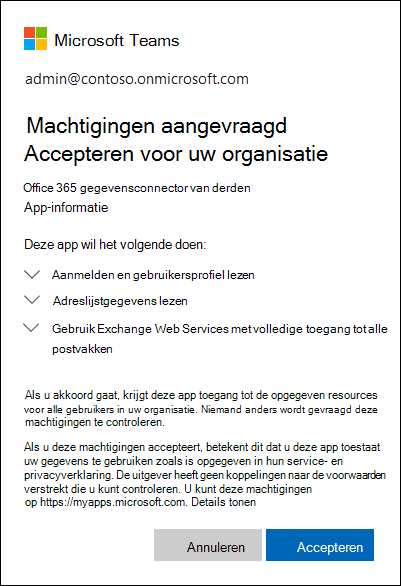 Microsoft Teams
admin@contoso.onmicrosoft.com
Machtigingen aangevraagd
Accepteren voor uw organisatie
Office 365 gegevensconnector van derden
App-informatie
Deze app wil het volgende doen:
Aanmelden en gebruikersprofiel lezen
Adreslijstgegevens lezen
Gebruik Exchange Web Services met volledige toegang tot alle
postvakken
Als u akkoord gaat, krijgt deze app toegang tot de opgegeven resources
voor alle gebruikers in uw organisatie. Niemand anders wordt gevraagd deze
machtigingen te controleren.
Als u deze machtigingen accepteert, betekent dit dat u deze app toestaat
uw gegevens te gebruiken zoals is opgegeven in hun service- en
privacyverklaring. De uitgever heeft geen koppelingen naar de voorwaarden
verstrekt die u kunt controleren. U kunt deze machtigingen
op https://myapps.microsoft.com. Details tonen
Annuleren
Accepteren